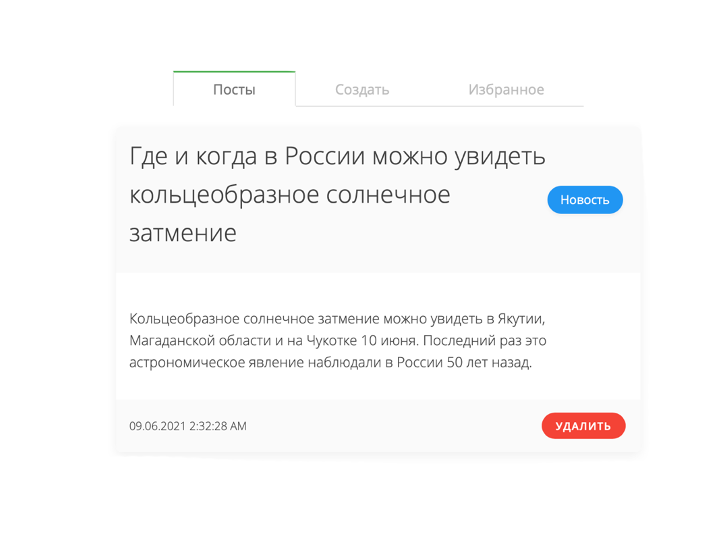 Посты Создать Избранное
Где и когда в России можно увидеть
кольцеобразное солнечное
затмение
Новость
Кольцеобразное солнечное затмение можно увидеть в Якутии,
Магаданской области и на Чукотке 10 июня. Последний раз это
астрономическое явление наблюдали в России 50 лет назад.
09.06.2021 2:32:28 AM
УДАЛИТЬ